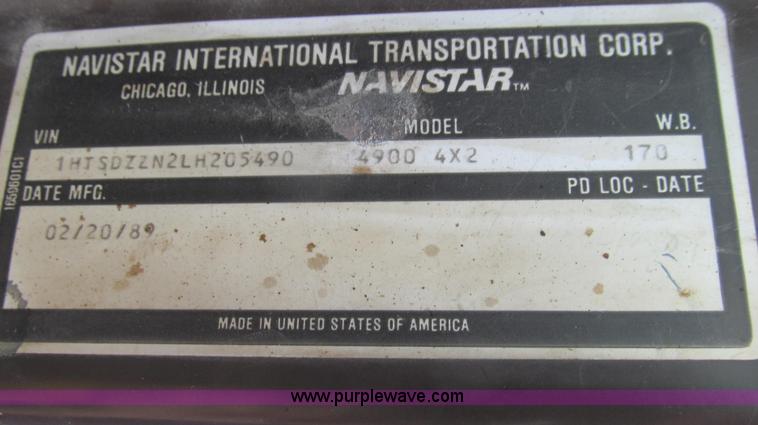 NAVISTAR INTERNATIONAL TRANSPORTATION CORP.
CHICAGO, ILLINOIS NAVISTAR™
VIN MODEL W.B.
1HTSDZZN2LH205490 4900 4X2 170
DATE MFG. PD LOC - DATE
02/20/89
1650601C1
MADE IN UNITED STATES OF AMERICA
www.purplewave.com